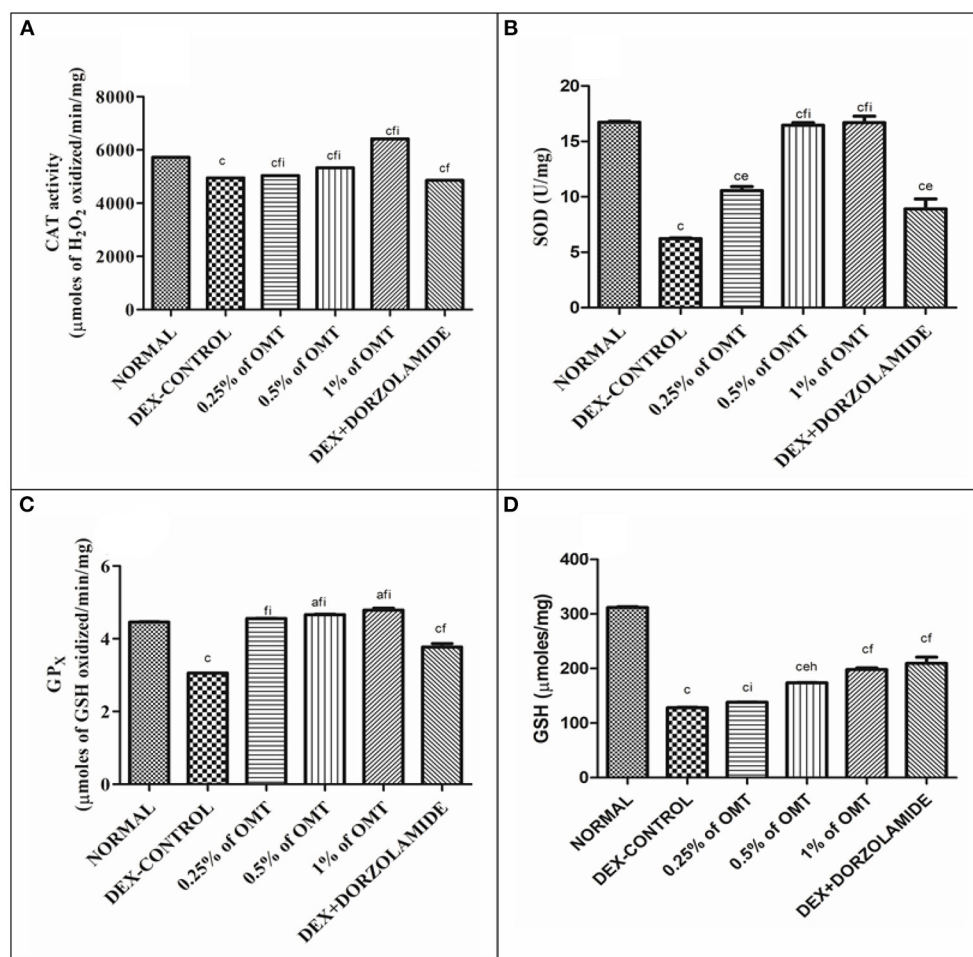 A
CAT activity
(μmoles of H2O2 oxidized/min/mg)
8000
6000
4000
2000
0
c
cfi
cfi
cfi
cf
NORMAL
DEX-CONTROL
0.25% of OMT
0.5% of OMT
1% of OMT
DEX+DORZOLAMIDE
B
SOD (U/mg)
20
15
10
5
0
c
ce
cfi
cfi
ce
NORMAL
DEX-CONTROL
0.25% of OMT
0.5% of OMT
1% of OMT
DEX+DORZOLAMIDE
C
GPX
(μmoles of GSH oxidized/min/mg)
6
4
2
0
c
fi
afi
afi
cf
NORMAL
DEX-CONTROL
0.25% of OMT
0.5% of OMT
1% of OMT
DEX+DORZOLAMIDE
D
GSH (μmoles/mg)
400
300
200
100
0
c
ci
ceh
cf
cf
NORMAL
DEX-CONTROL
0.25% of OMT
0.5% of OMT
1% of OMT
DEX+DORZOLAMIDE